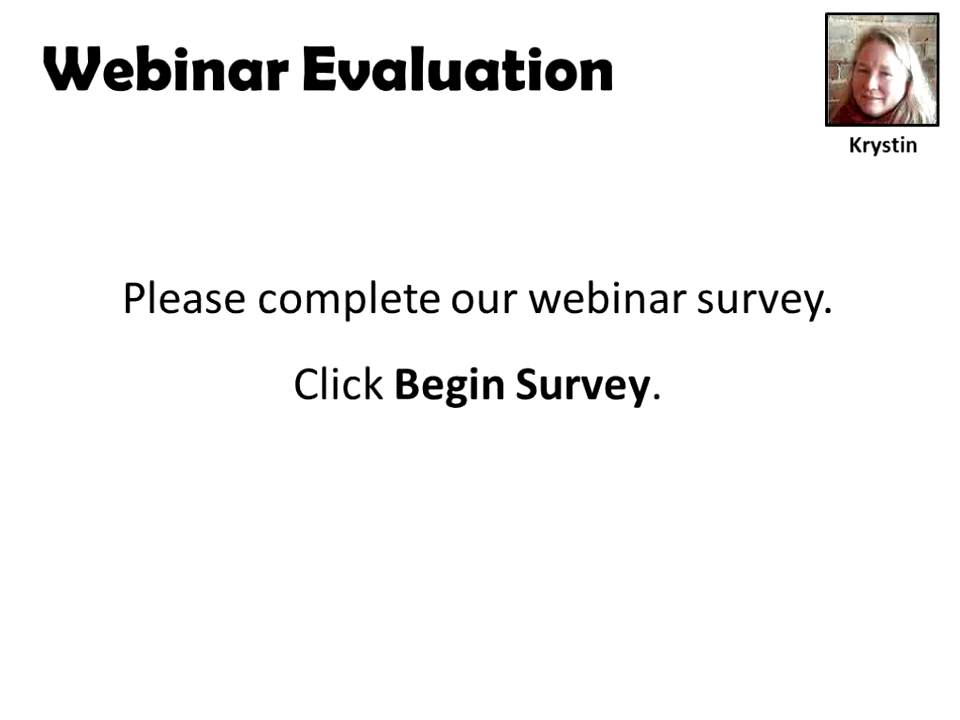 Webinar Evaluation
Krystin
Please complete our webinar survey.
Click Begin Survey.